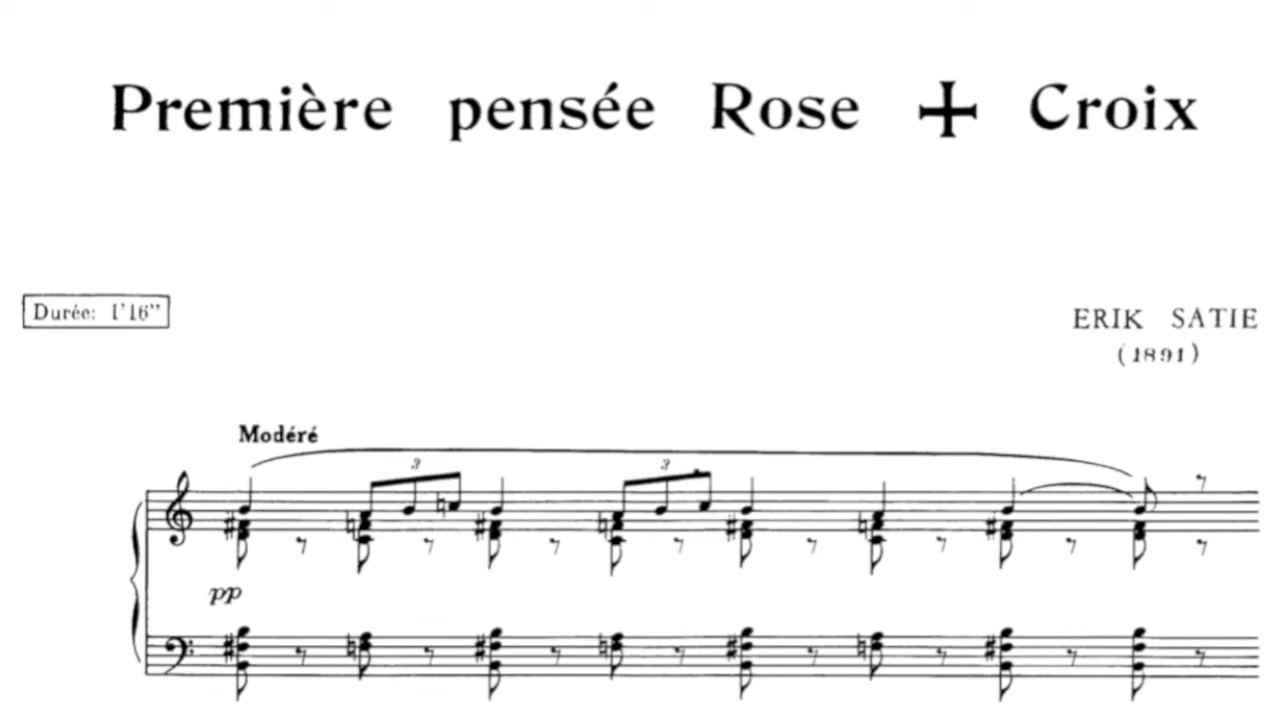 Première pensée Rose + Croix
Durée: 1'16"
ERIK SATIE
(1891)
Modéré
3 3
pp